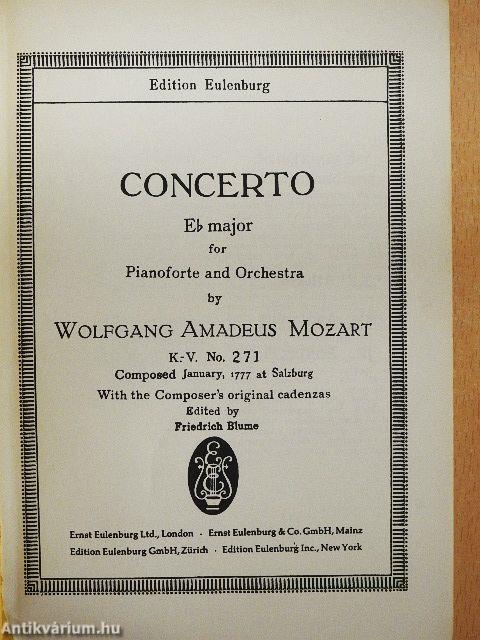 Edition Eulenburg
CONCERTO
E♭ major
for
Pianoforte and Orchestra
by
WOLFGANG AMADEUS MOZART
K.-V. No. 271
Composed January, 1777 at Salzburg
With the Composer's original cadenzas
Edited by
Friedrich Blume
Ernst Eulenburg Ltd., London · Ernst Eulenburg & Co. GmbH, Mainz
Edition Eulenburg GmbH, Zürich · Edition Eulenburg Inc., New York
Antikvárium.hu